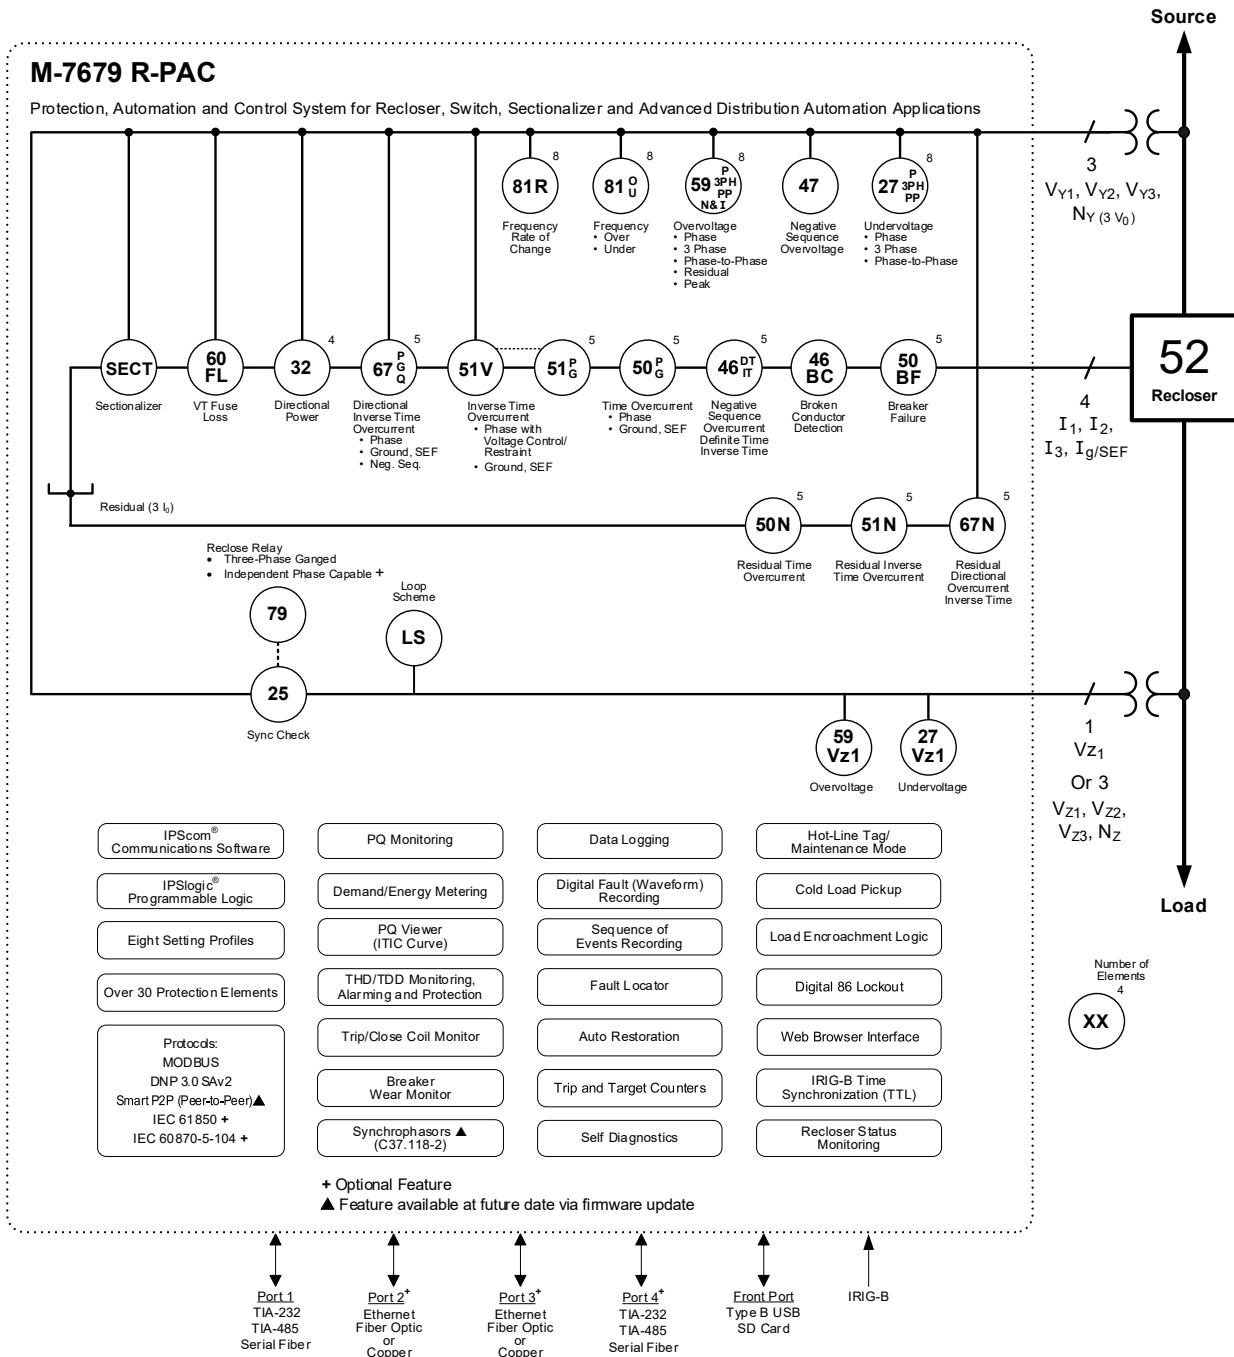 Source
M-7679 R-PAC
Protection, Automation and Control System for Recloser, Switch, Sectionalizer and Advanced Distribution Automation Applications
8
81R
Frequency
Rate of
Change
8
81 O
U
Frequency
• Over
• Under
8
59 P
3PH
PP
N & I
Overvoltage
• Phase
• 3 Phase
• Phase-to-Phase
• Residual
• Peak
47
Negative
Sequence
Overvoltage
8
27 P
3PH
PP
Undervoltage
• Phase
• 3 Phase
• Phase-to-Phase
3
VY1, VY2, VY3,
NY (3 V0)
SECT
Sectionalizer
60
FL
VT Fuse
Loss
4
32
Directional
Power
5
67 P
G
Q
Directional
Inverse Time
Overcurrent
• Phase
• Ground, SEF
• Neg. Seq.
51V
Inverse Time
Overcurrent
• Phase with
Voltage Control/
Restraint
• Ground, SEF
5
51 P
G
5
50 P
G
Time Overcurrent
• Phase
• Ground, SEF
5
46 DT
IT
Negative
Sequence
Overcurrent
Definite Time
Inverse Time
46
BC
Broken
Conductor
Detection
5
50
BF
Breaker
Failure
4
I1, I2,
I3, Ig/SEF
52
Recloser
Residual (3 I0)
5
50N
Residual Time
Overcurrent
5
51N
Residual Inverse
Time Overcurrent
5
67N
Residual
Directional
Overcurrent
Inverse Time
Reclose Relay
• Three-Phase Ganged
• Independent Phase Capable +
79
Loop
Scheme
LS
25
Sync Check
59
Vz1
Overvoltage
27
Vz1
Undervoltage
1
Vz1
Or 3
VZ1, VZ2,
VZ3, NZ
Load
IPScom®
Communications Software
IPSlogic®
Programmable Logic
Eight Setting Profiles
Over 30 Protection Elements
Protocols:
MODBUS
DNP 3.0 SAv2
Smart P2P (Peer-to-Peer)▲
IEC 61850 +
IEC 60870-5-104 +
PQ Monitoring
Demand/Energy Metering
PQ Viewer
(ITIC Curve)
THD/TDD Monitoring,
Alarming and Protection
Trip/Close Coil Monitor
Breaker
Wear Monitor
Synchrophasors ▲
(C37.118-2)
Data Logging
Digital Fault (Waveform)
Recording
Sequence of
Events Recording
Fault Locator
Auto Restoration
Trip and Target Counters
Self Diagnostics
Hot-Line Tag/
Maintenance Mode
Cold Load Pickup
Load Encroachment Logic
Digital 86 Lockout
Web Browser Interface
IRIG-B Time
Synchronization (TTL)
Recloser Status
Monitoring
Number of
Elements
4
XX
+ Optional Feature
▲ Feature available at future date via firmware update
Port 1
TIA-232
TIA-485
Serial Fiber
Port 2+
Ethernet
Fiber Optic
or
Copper
Port 3+
Ethernet
Fiber Optic
or
Copper
Port 4+
TIA-232
TIA-485
Serial Fiber
Front Port
Type B USB
SD Card
IRIG-B